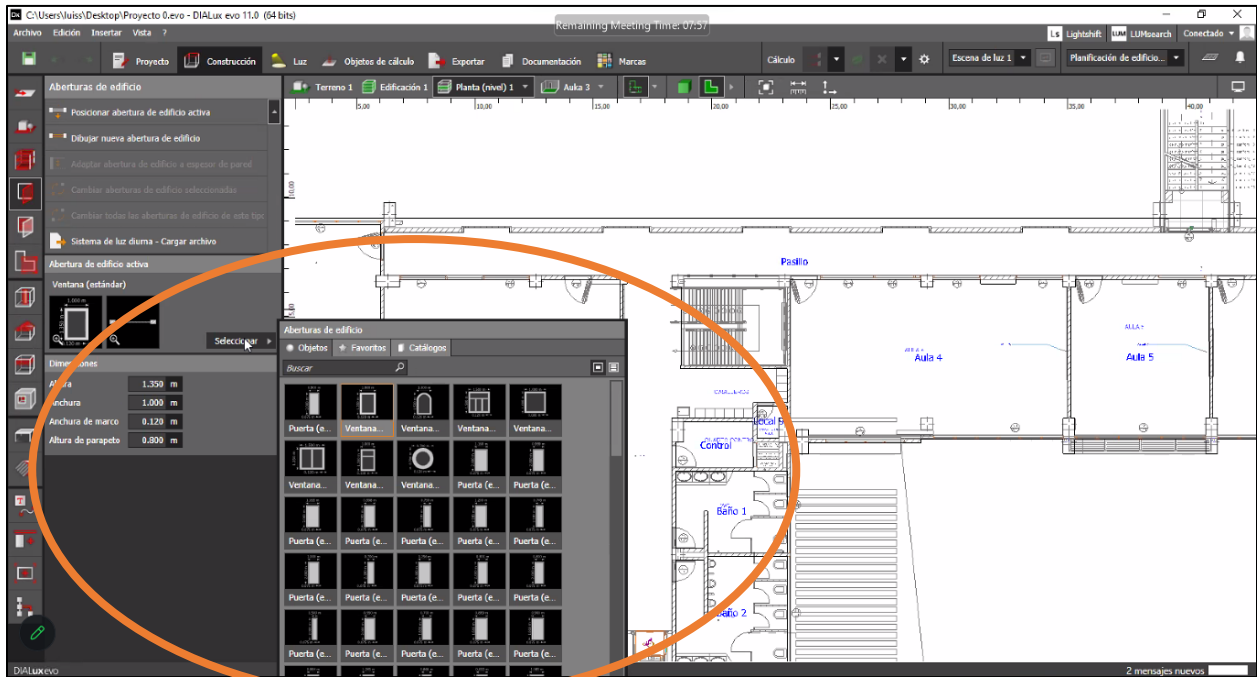 C:\Users\luiss\Desktop\Proyecto 0.evo - DIALux evo 11.0 (64 bits)
Remaining Meeting Time: 07:57
Archivo Edición Insertar Vista ?
Ls Lightshift LUM LUMsearch Conectado
Proyecto Construcción Luz Objetos de cálculo Exportar Documentación Marcas
Cálculo Escena de luz 1 Planificación de edificio...
Aberturas de edificio
Terreno 1 Edificación 1 Planta (nivel) 1 Aula 3
Posicionar abertura de edificio activa
Dibujar nueva abertura de edificio
Adaptar abertura de edificio a espesor de pared
Cambiar aberturas de edificio seleccionadas
Cambiar todas las aberturas de edificio de este tipo
Sistema de luz diurna - Cargar archivo
Abertura de edificio activa
Ventana (estándar)
Seleccionar
Dimensiones
Altura 1.350 m
Anchura 1.000 m
Anchura de marco 0.120 m
Altura de parapeto 0.800 m
Aberturas de edificio
Objetos Favoritos Catálogos
Buscar
Puerta (e... Ventana... Ventana... Ventana... Ventana...
Ventana... Ventana... Ventana... Puerta (e... Puerta (e...
Puerta (e... Puerta (e... Puerta (e... Puerta (e... Puerta (e...
Puerta (e... Puerta (e... Puerta (e... Puerta (e... Puerta (e...
Puerta (e... Puerta (e... Puerta (e... Puerta (e... Puerta (e...
5,00 10,00 15,00 20,00 25,00 30,00 35,00 40,00
10,00
5,00
Pasillo
Aula 4
Aula 5
Local 9
Control
Baño 1
Baño 2
DIALux evo
2 mensajes nuevos